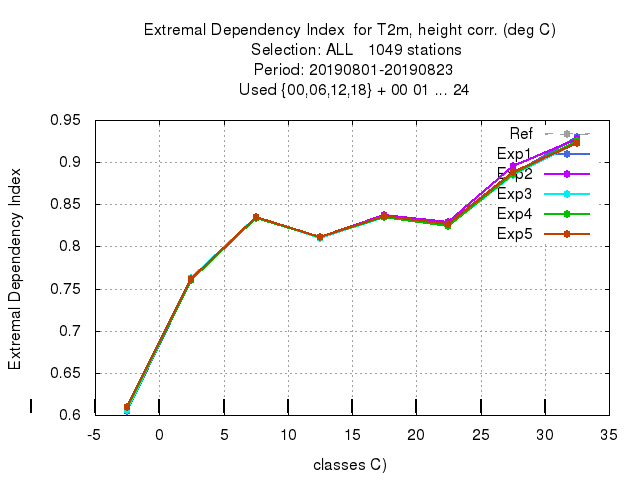 Extremal Dependency Index for T2m, height corr. (deg C)
Selection: ALL 1049 stations
Period: 20190801-20190823
Used {00,06,12,18} + 00 01 ... 24
0.95
0.9
0.85
0.8
0.75
0.7
0.65
0.6
Extremal Dependency Index
Ref
Exp1
Exp2
Exp3
Exp4
Exp5
-5 0 5 10 15 20 25 30 35
classes C)